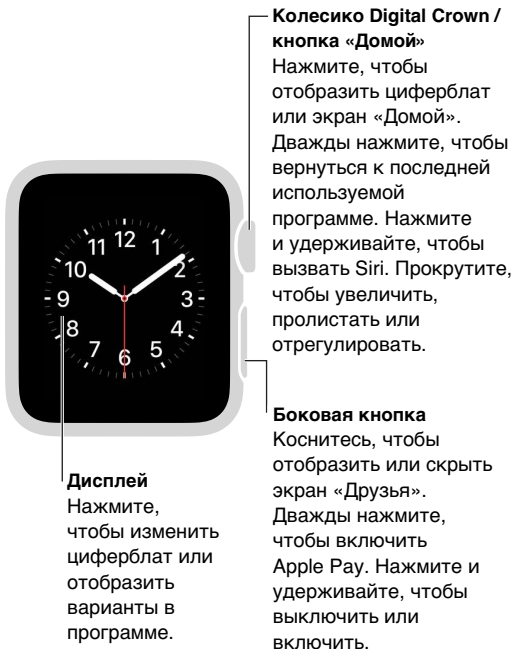 Колесико Digital Crown /
кнопка «Домой»
Нажмите, чтобы
отобразить циферблат
или экран «Домой».
Дважды нажмите, чтобы
вернуться к последней
используемой
программе. Нажмите
и удерживайте, чтобы
вызвать Siri. Прокрутите,
чтобы увеличить,
пролистать или
отрегулировать.
12
1
2
3
4
5
6
7
8
9
10
11
Боковая кнопка
Коснитесь, чтобы
отобразить или скрыть
экран «Друзья».
Дважды нажмите,
чтобы включить
Apple Pay. Нажмите и
удерживайте, чтобы
выключить или
включить.
Дисплей
Нажмите,
чтобы изменить
циферблат или
отобразить
варианты в
программе.